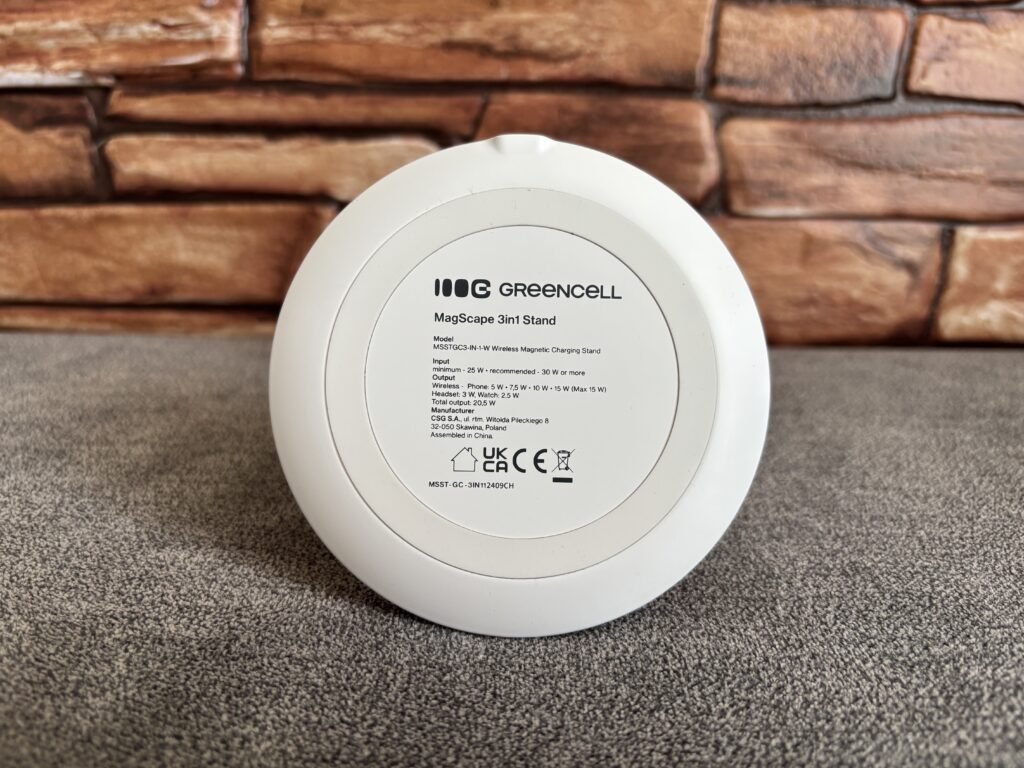 GREENCELL
MagScape 3in1 Stand
Model
MSSTGC3-IN-1-W Wireless Magnetic Charging Stand
Input
minimum - 25 W • recommended - 30 W or more
Output
Wireless - Phone: 5 W • 7,5 W • 10 W • 15 W (Max 15 W)
Headset: 3 W, Watch: 2,5 W
Total output: 20,5 W
Manufacturer
CSG S.A., ul. rtm. Witolda Pileckiego 8
32-050 Skawina, Poland
Assembled in China.
UK
CA CE
MSST-GC-3IN112409CH